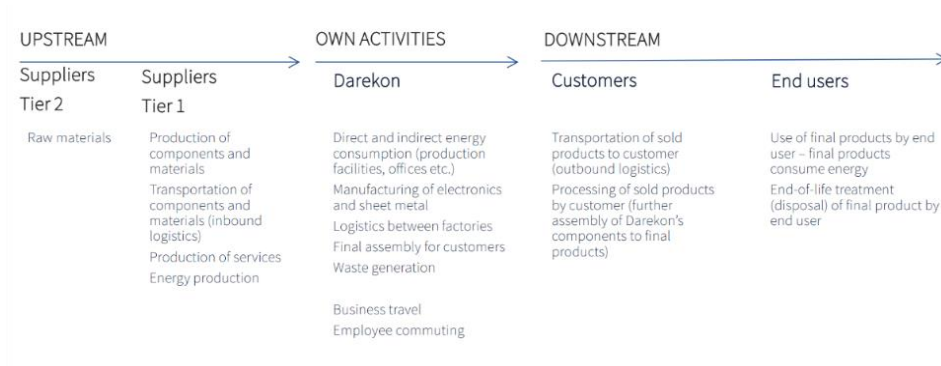 UPSTREAM
Suppliers
Tier 2
Raw materials
Suppliers
Tier 1
Production of
components and
materials
Transportation of
components and
materials (inbound
logistics)
Production of services
Energy production
OWN ACTIVITIES
Darekon
Direct and indirect energy
consumption (production
facilities, offices etc.)
Manufacturing of electronics
and sheet metal
Logistics between factories
Final assembly for customers
Waste generation
Business travel
Employee commuting
DOWNSTREAM
Customers
Transportation of sold
products to customer
(outbound logistics)
Processing of sold products
by customer (further
assembly of Darekon's
components to final
products)
End users
Use of final products by end
user – final products
consume energy
End-of-life treatment
(disposal) of final product by
end user